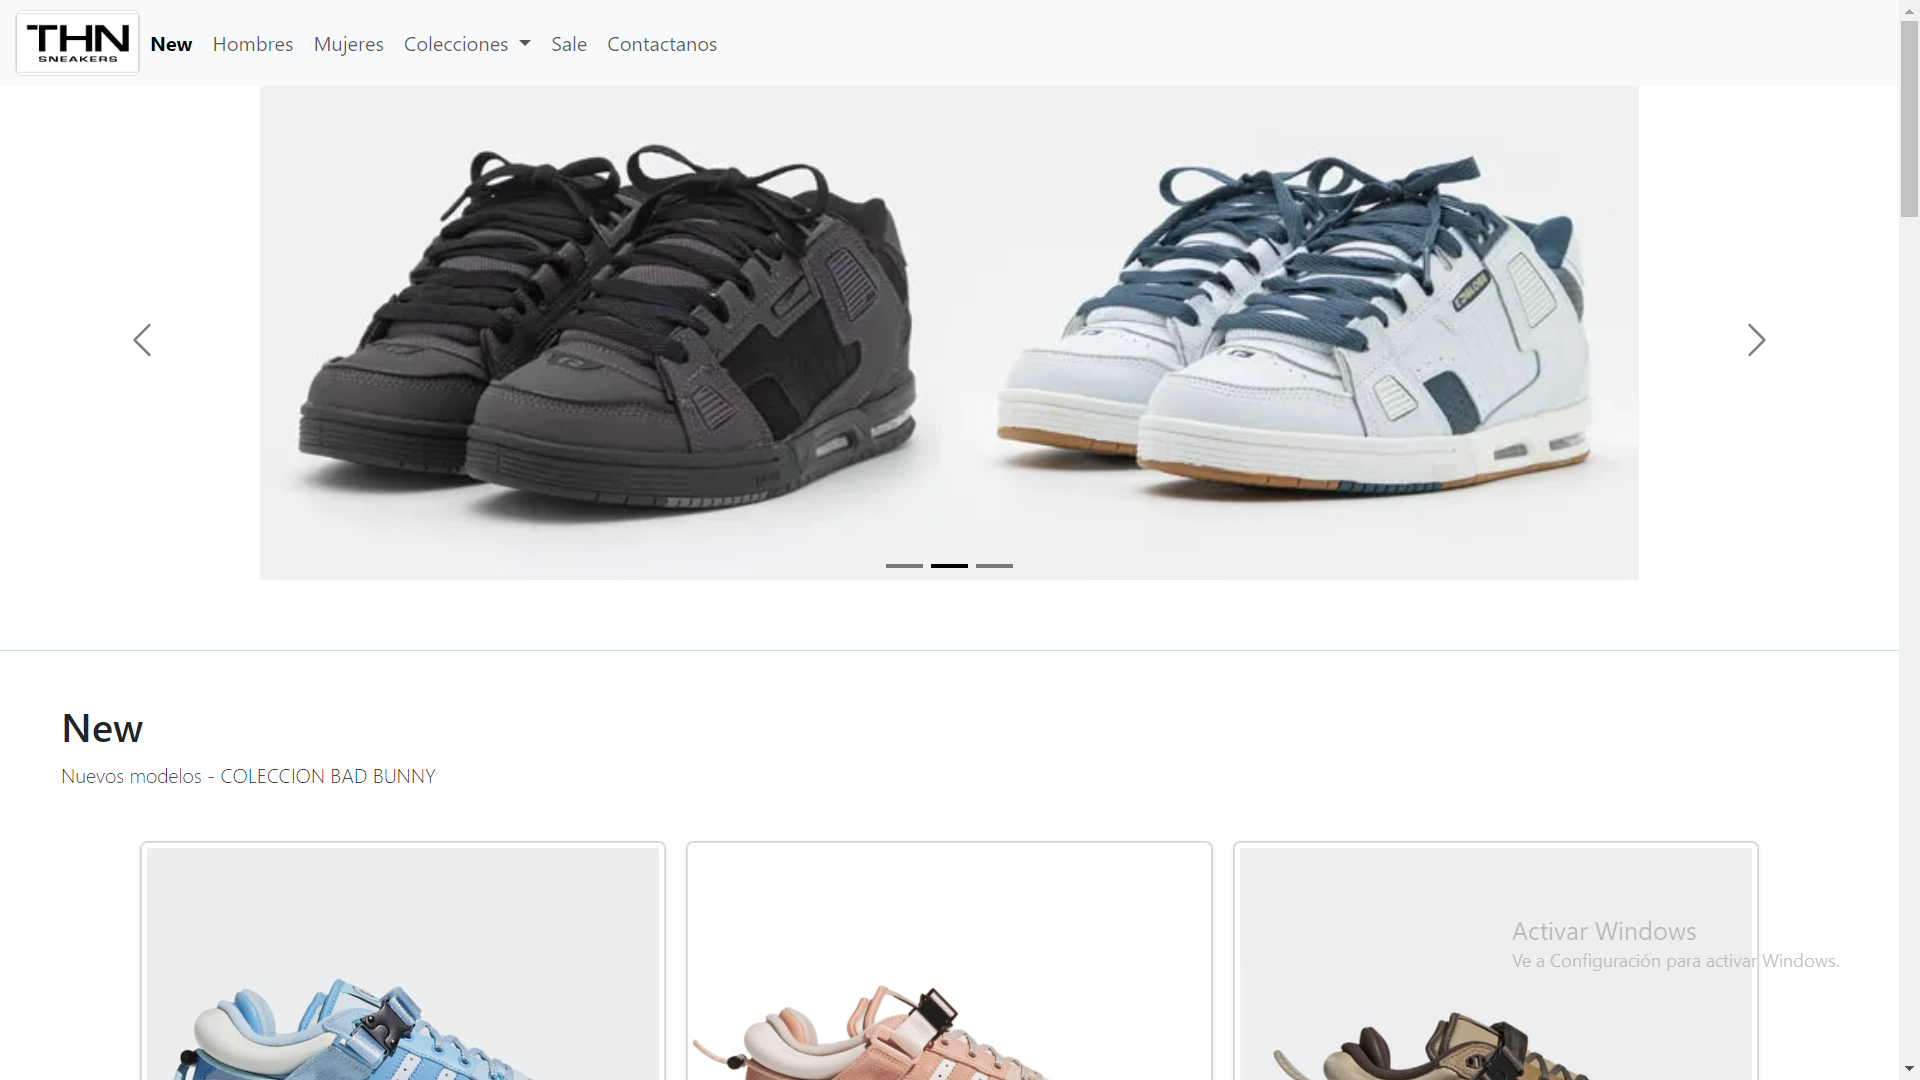 THN
SNEAKERS
New Hombres Mujeres Colecciones Sale Contactanos
New
Nuevos modelos - COLECCION BAD BUNNY
Activar Windows
Ve a Configuración para activar Windows.